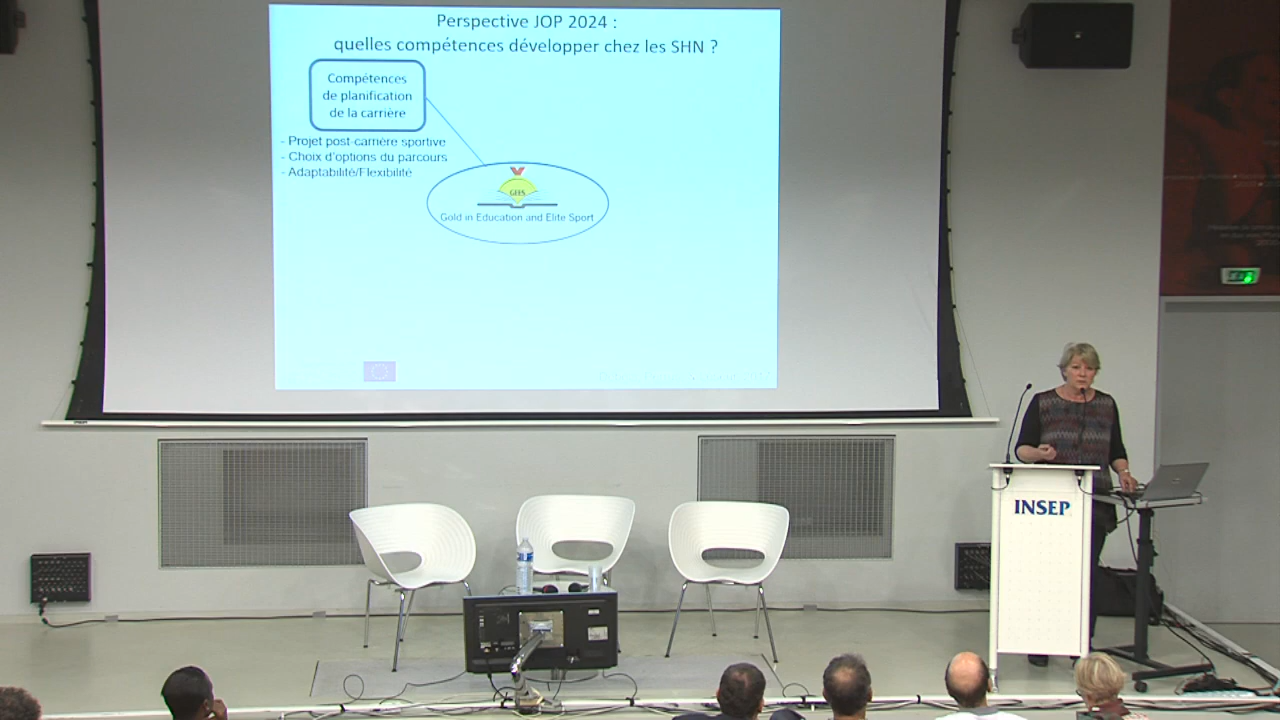 Perspective JOP 2024 :
quelles compétences développer chez les SHN ?
Compétences
de planification
de la carrière
- Projet post-carrière sportive
- Choix d'options du parcours
- Adaptabilité/Flexibilité
GEES
Gold in Education and Elite Sport
INSEP